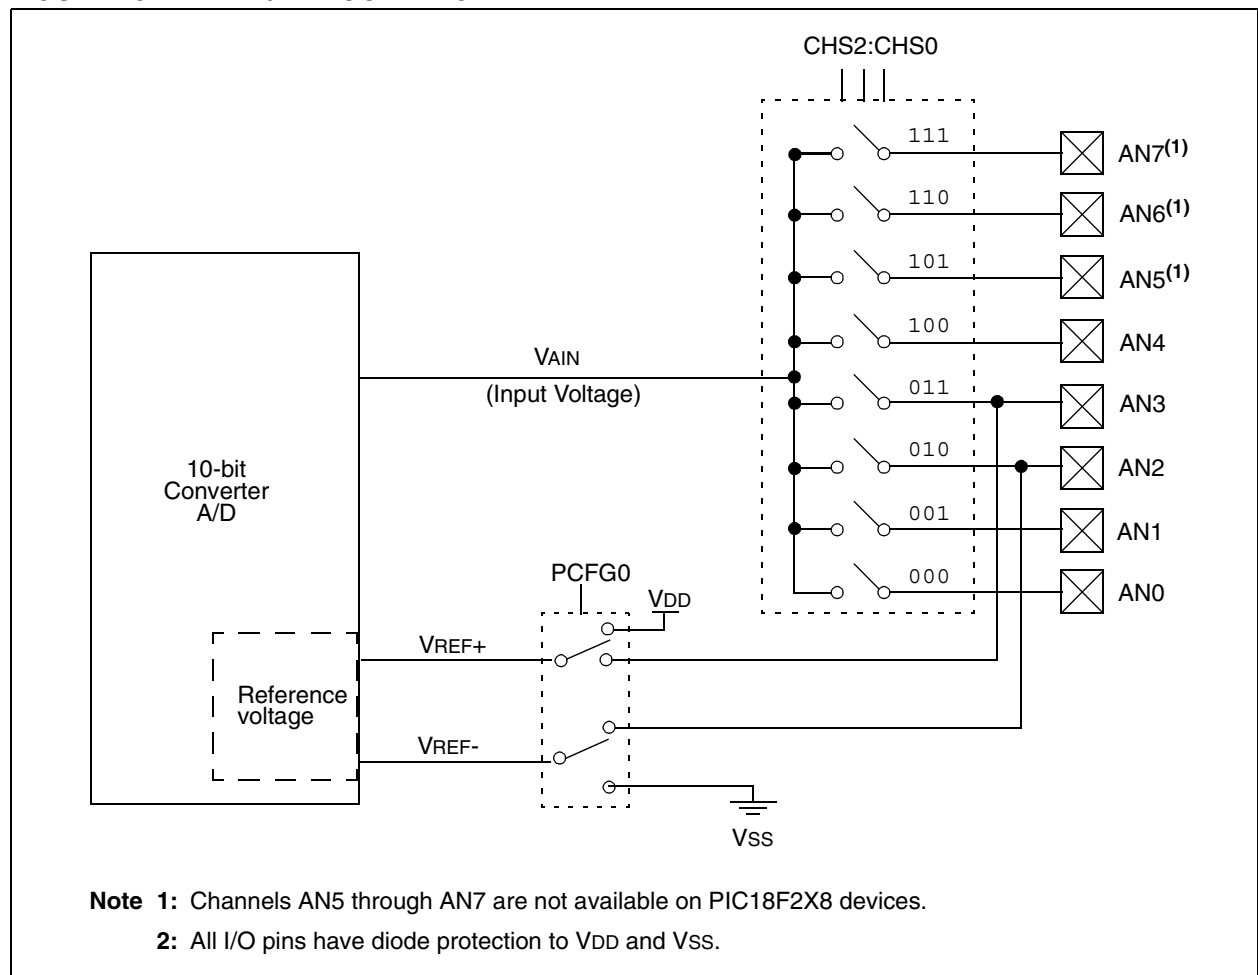 CHS2:CHS0
111
AN7(1)
110
AN6(1)
101
AN5(1)
100
AN4
VAIN
(Input Voltage)
011
AN3
010
AN2
10-bit
Converter
A/D
001
AN1
PCFG0
000
AN0
VDD
VREF+
Reference
voltage
VREF-
VSS
Note 1: Channels AN5 through AN7 are not available on PIC18F2X8 devices.
2: All I/O pins have diode protection to VDD and VSS.